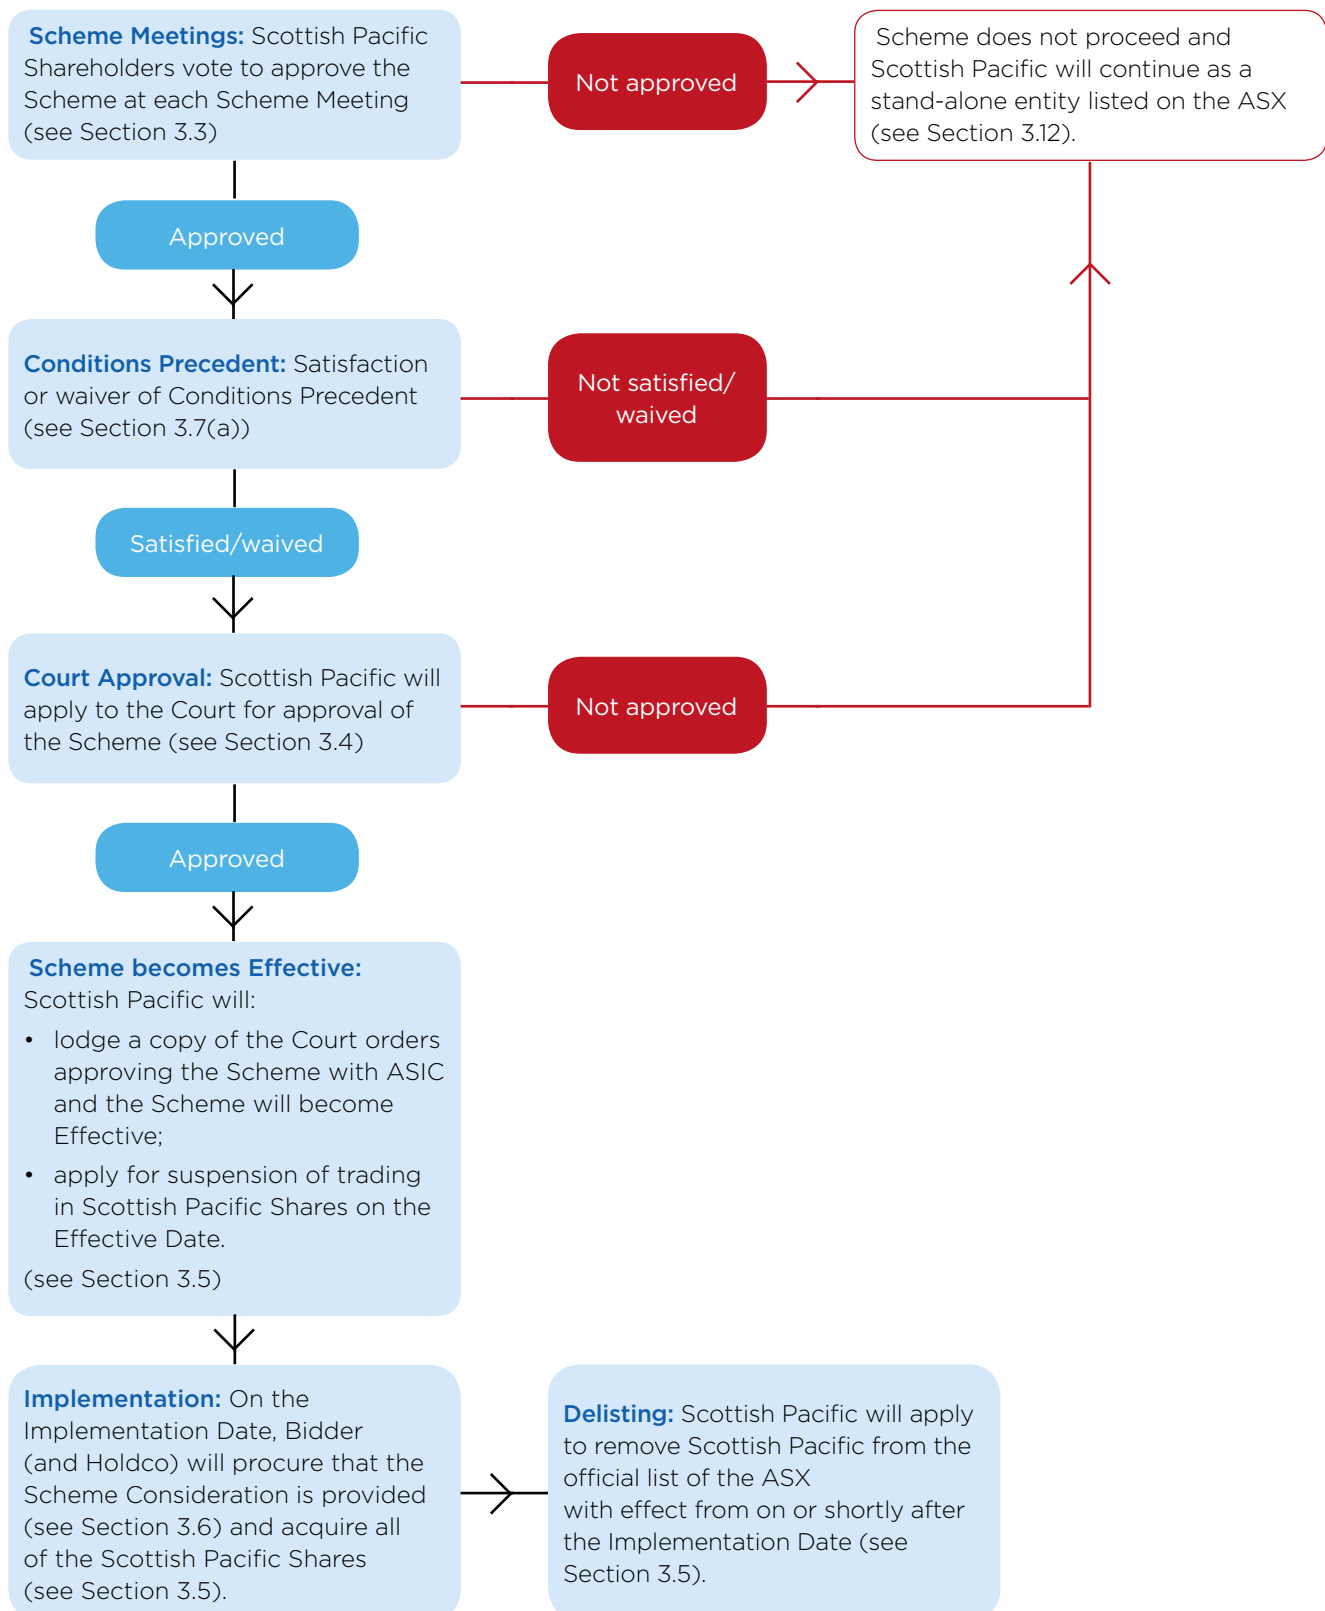 Scheme Meetings: Scottish Pacific
Shareholders vote to approve the
Scheme at each Scheme Meeting
(see Section 3.3)
Not approved
Scheme does not proceed and
Scottish Pacific will continue as a
stand-alone entity listed on the ASX
(see Section 3.12).
Approved
Conditions Precedent: Satisfaction
or waiver of Conditions Precedent
(see Section 3.7(a))
Not satisfied/
waived
Satisfied/waived
Court Approval: Scottish Pacific will
apply to the Court for approval of
the Scheme (see Section 3.4)
Not approved
Approved
Scheme becomes Effective:
Scottish Pacific will:
• lodge a copy of the Court orders
approving the Scheme with ASIC
and the Scheme will become
Effective;
• apply for suspension of trading
in Scottish Pacific Shares on the
Effective Date.
(see Section 3.5)
Implementation: On the
Implementation Date, Bidder
(and Holdco) will procure that the
Scheme Consideration is provided
(see Section 3.6) and acquire all
of the Scottish Pacific Shares
(see Section 3.5).
Delisting: Scottish Pacific will apply
to remove Scottish Pacific from the
official list of the ASX
with effect from on or shortly after
the Implementation Date (see
Section 3.5).